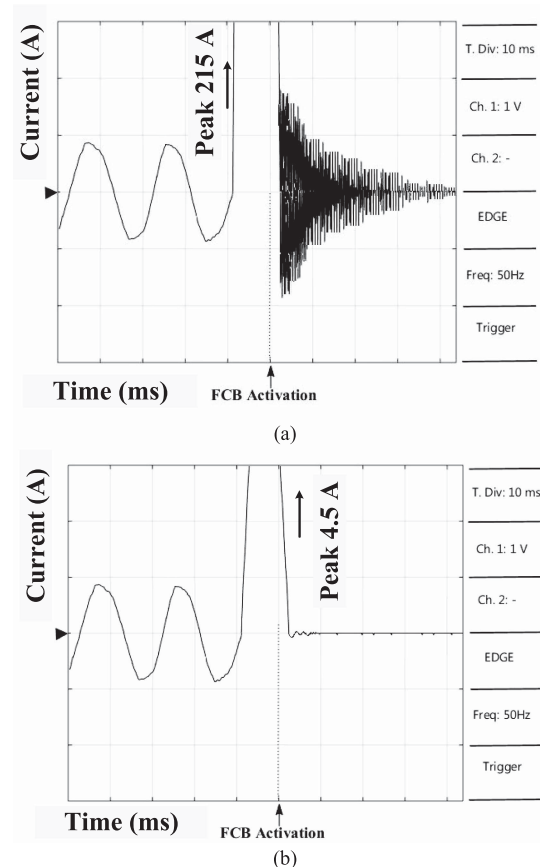 Current (A)
Peak 215 A
T. Div: 10 ms
Ch. 1: 1 V
Ch. 2: -
EDGE
Freq: 50Hz
Trigger
Time (ms)
FCB Activation
(a)
Current (A)
Peak 4.5 A
T. Div: 10 ms
Ch. 1: 1 V
Ch. 2: -
EDGE
Freq: 50Hz
Trigger
Time (ms)
FCB Activation
(b)